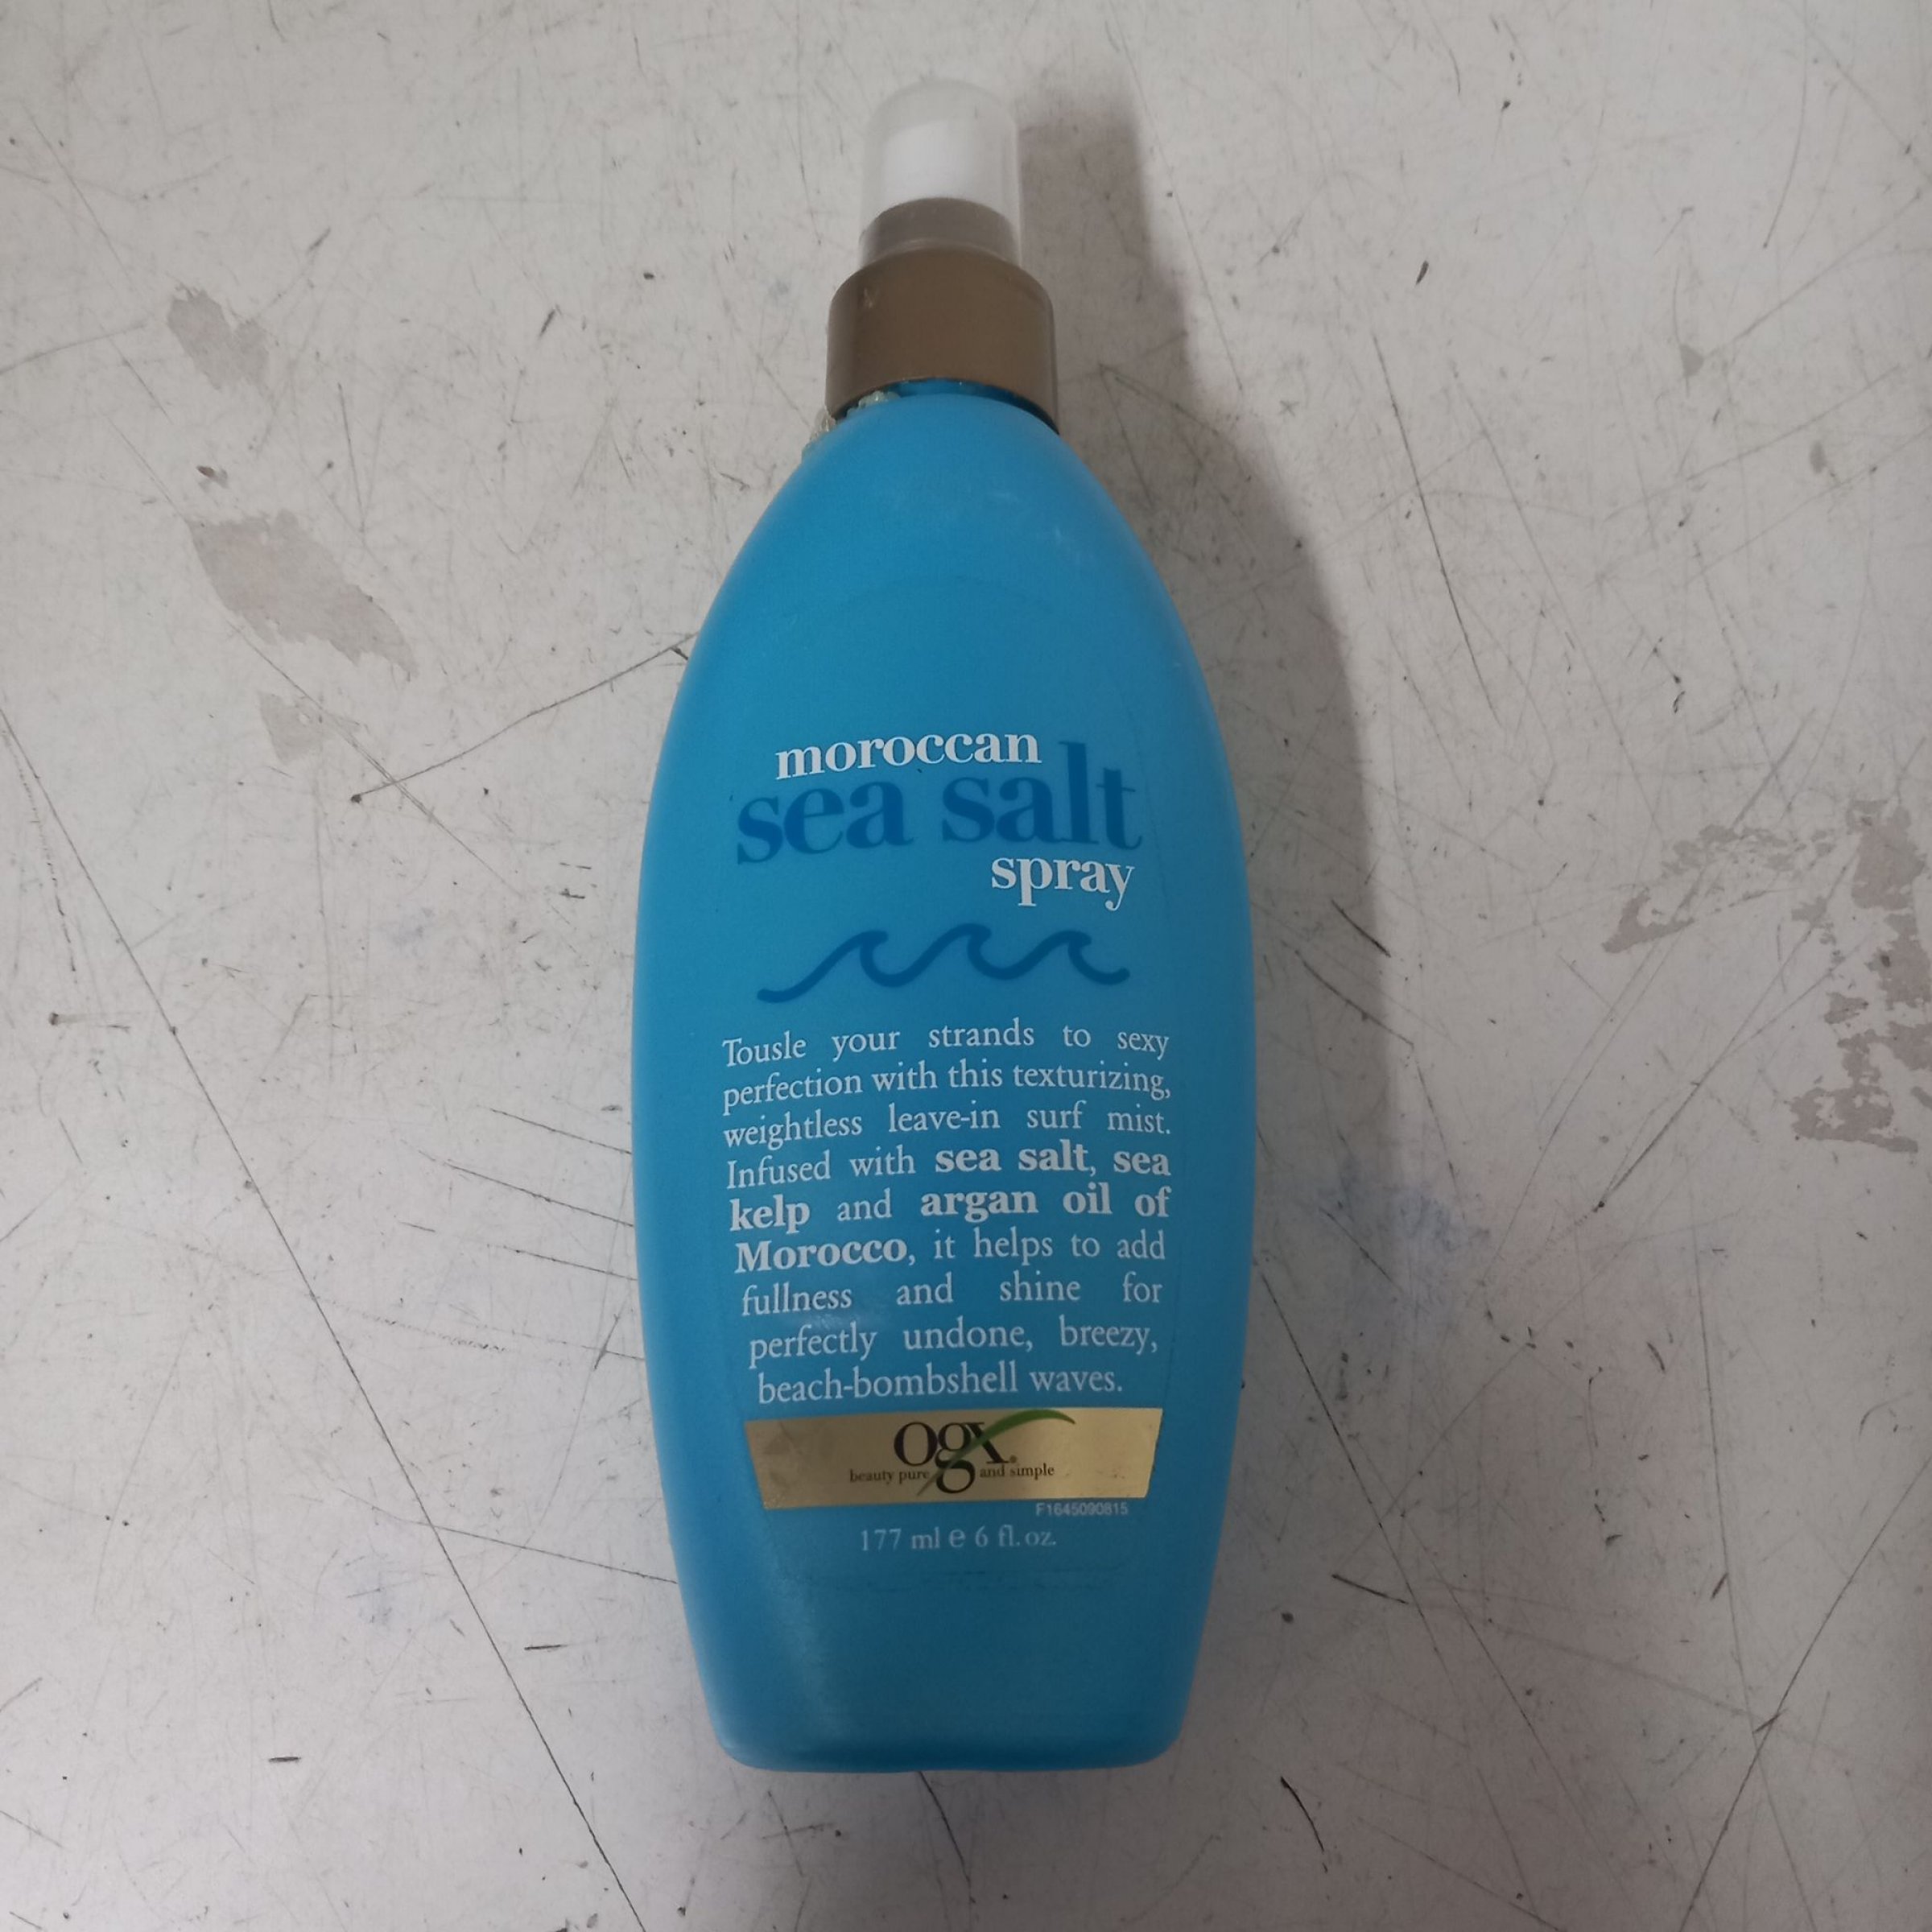 moroccan
sea salt
spray
Tousle your strands to sexy
perfection with this texturizing,
weightless leave-in surf mist.
Infused with sea salt, sea
kelp and argan oil of
Morocco, it helps to add
fullness and shine for
perfectly undone, breezy,
beach-bombshell waves.
ogx®
beauty pure and simple
F1645090815
177 ml e 6 fl. oz.